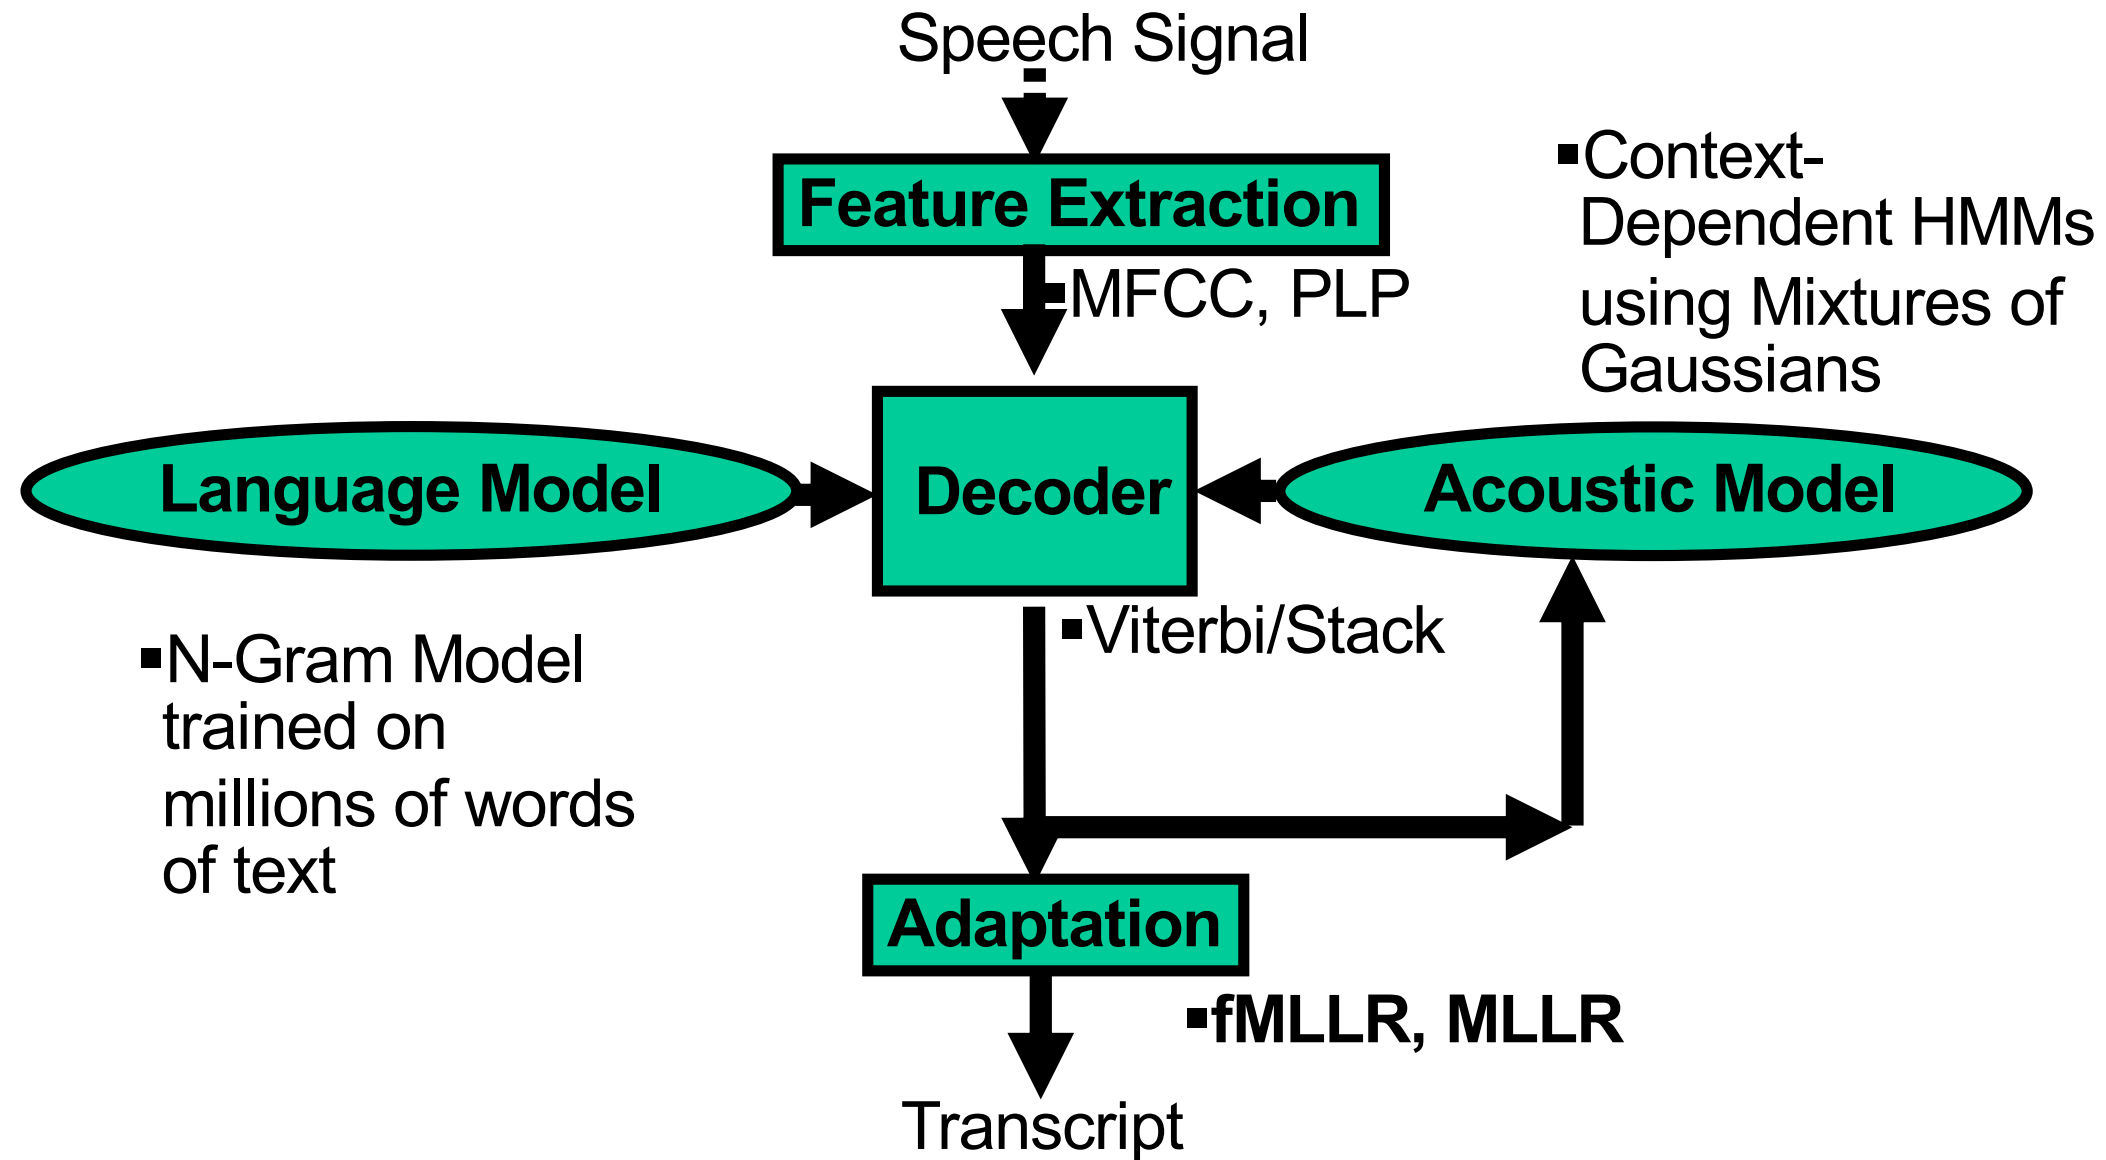 Speech Signal
Feature Extraction
▪MFCC, PLP
▪Context-
Dependent HMMs
using Mixtures of
Gaussians
Language Model
Decoder
Acoustic Model
▪Viterbi/Stack
▪N-Gram Model
trained on
millions of words
of text
Adaptation
▪fMLLR, MLLR
Transcript